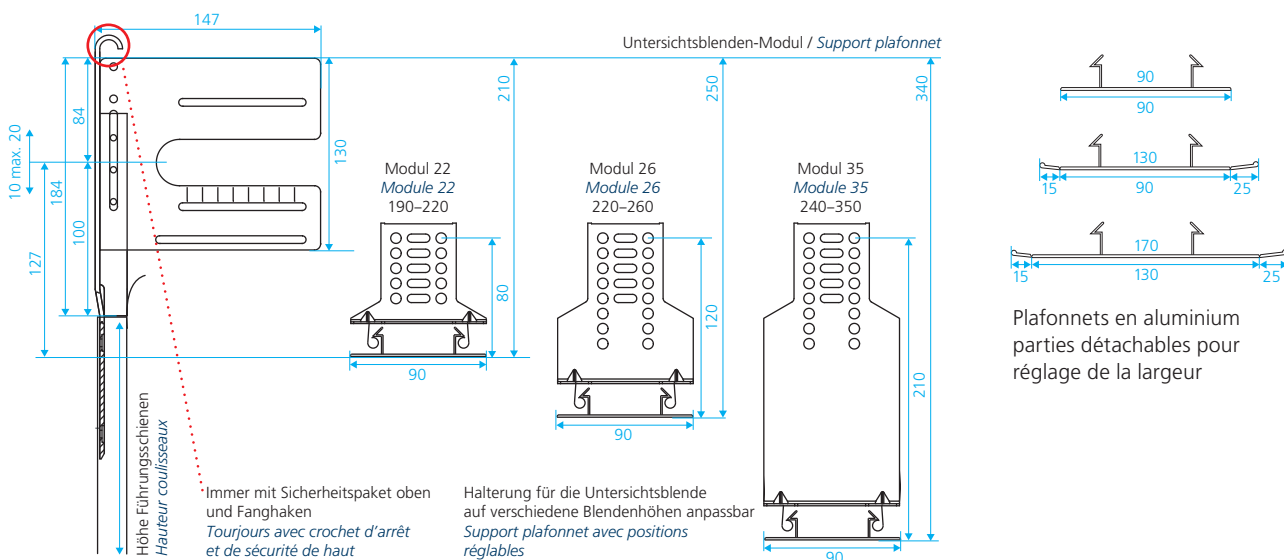 147
Untersichtsblenden-Modul / Support plafonnet
210
250
340
84
10 max. 20
184
100
127
130
Modul 22
Module 22
190–220
80
90
Modul 26
Module 26
220–260
120
90
Modul 35
Module 35
240–350
210
90
Höhe Führungsschienen
Hauteur coulisseaux
Immer mit Sicherheitspaket oben
und Fanghaken
Tourjours avec crochet d’arrêt
et de sécurité de haut
Halterung für die Untersichtsblende
auf verschiedene Blendenhöhen anpassbar
Support plafonnet avec positions
réglables
90
90
130
15
90
25
170
15
130
25
Plafonnets en aluminium
parties détachables pour
réglage de la largeur